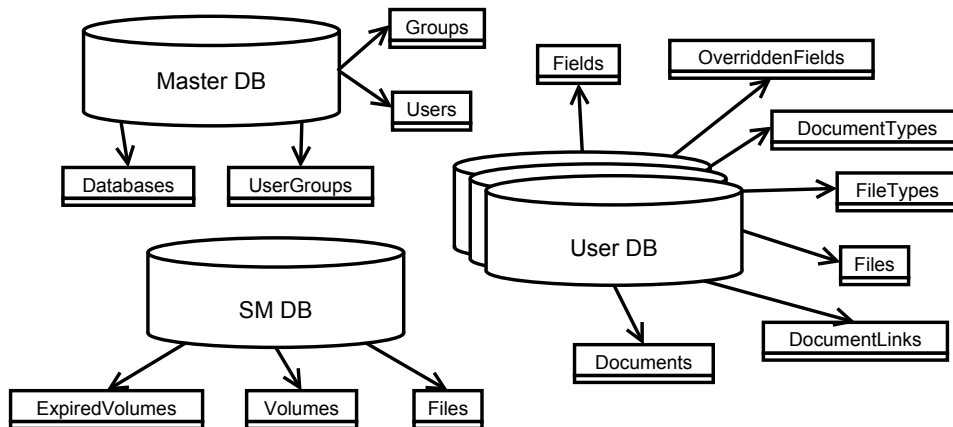 Groups
Master DB
Users
Databases
UserGroups
Fields
OverriddenFields
DocumentTypes
FileTypes
User DB
Files
DocumentLinks
Documents
SM DB
ExpiredVolumes
Volumes
Files